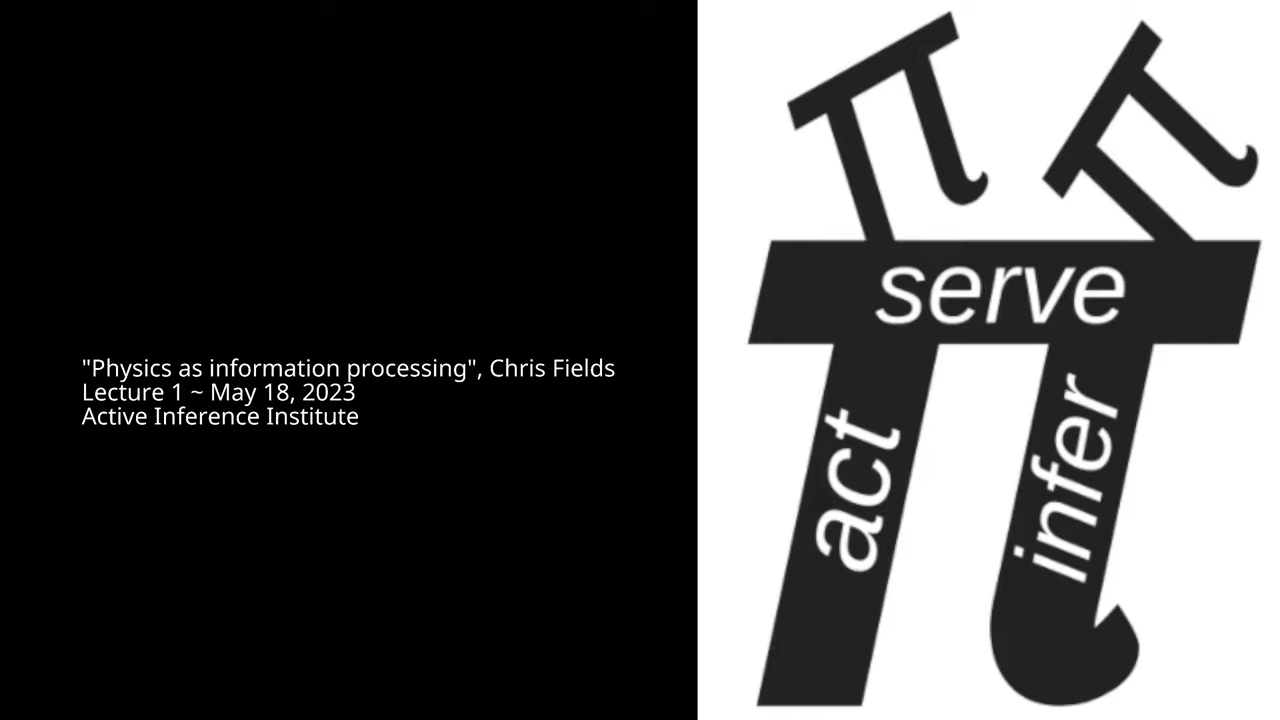 "Physics as information processing", Chris Fields
Lecture 1 ~ May 18, 2023
Active Inference Institute
serve
act
infer